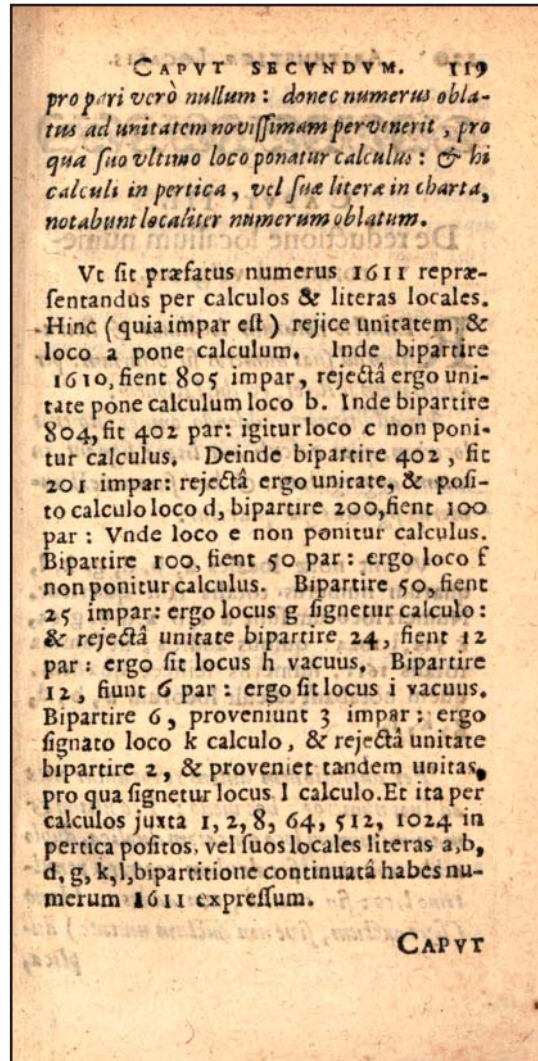 CAPVT SECVNDVM. 119
pro pari verò nullum : donec numerus obla-
tus ad unitatem novissimam pervenerit , pro
qua suo vltimo loco ponatur calculus : & hi
calculi in pertica , vel suæ literæ in charta,
notabunt localiter numerum oblatum.
Vt sit præfatus numerus 1611 repræ-
sentandus per calculos & literas locales.
Hinc ( quia impar est ) rejice unitatem, &
loco a pone calculum. Inde bipartire
1610, fient 805 impar, rejectâ ergo uni-
tate pone calculum loco b. Inde bipartire
804, fit 402 par: igitur loco c non poni-
tur calculus. Deinde bipartire 402 , fit
201 impar: rejectâ ergo unitate, & posi-
to calculo loco d, bipartire 200, fient 100
par : Vnde loco e non ponitur calculus.
Bipartire 100, fient 50 par : ergo loco f
non ponitur calculus. Bipartire 50, fient
25 impar: ergo locus g signetur calculo :
& rejectâ unitate bipartire 24, fient 12
par : ergo sit locus h vacuus. Bipartire
12 , fiunt 6 par : ergo sit locus i vacuus.
Bipartire 6, proveniunt 3 impar : ergo
signato loco k calculo, & rejectâ unitate
bipartire 2, & proveniet tandem unitas,
pro qua signetur locus l calculo. Et ita per
calculos juxta 1, 2, 8, 64, 512, 1024 in
pertica positos, vel suos locales literas a, b,
d, g, k, l, bipartitione continuatâ habes nu-
merum 1611 expressum.
CAPVT